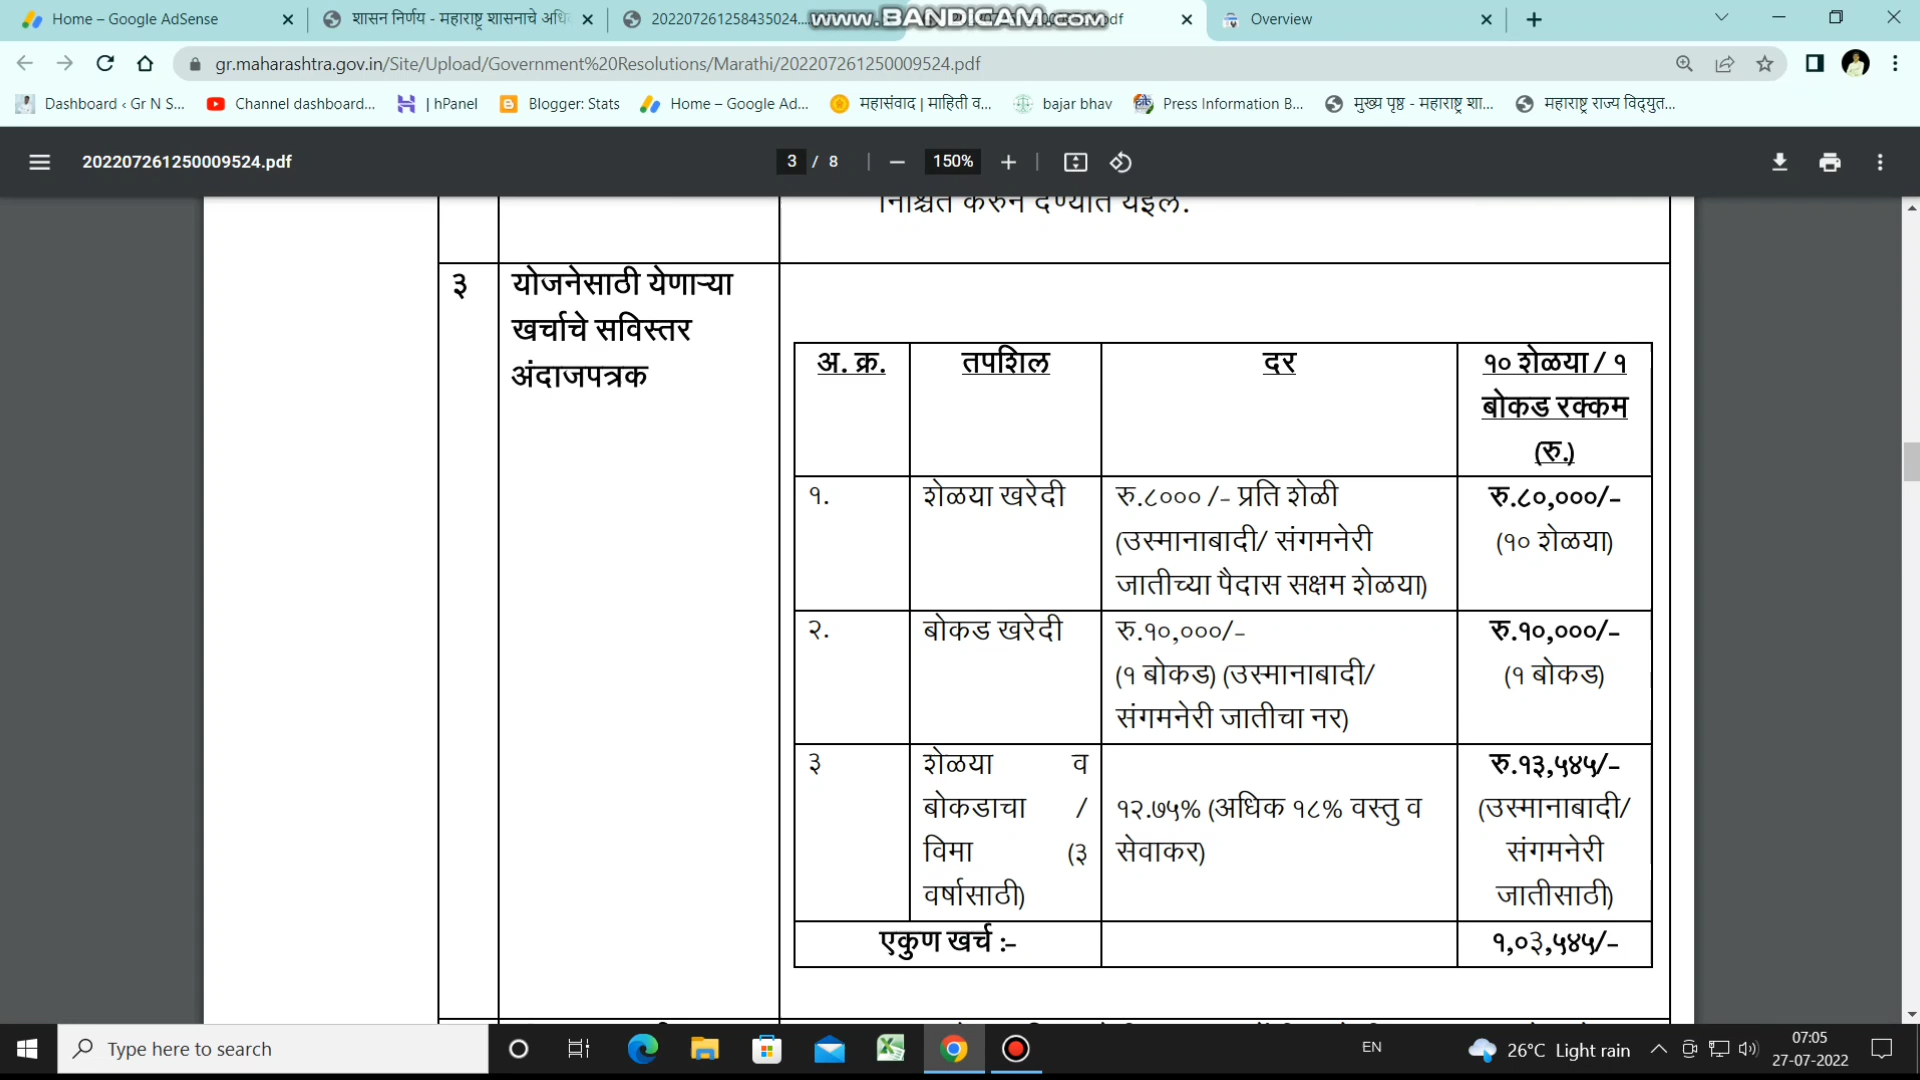 Home – Google AdSense
शासन निर्णय - महाराष्ट्र शासनाचे अधि
202207261258435024....
www.BANDICAM.com
Overview
gr.maharashtra.gov.in/Site/Upload/Government%20Resolutions/Marathi/202207261250009524.pdf
Dashboard ‹ Gr N S...
Channel dashboard...
| hPanel
Blogger: Stats
Home – Google Ad...
महासंवाद | माहिती व...
bajar bhav
Press Information B...
मुख्य पृष्ठ - महाराष्ट्र शा...
महाराष्ट्र राज्य विद्युत...
202207261250009524.pdf
3 / 8
150%
निश्चित करुन देण्यात येईल.
३
योजनेसाठी येणाऱ्या
खर्चाचे सविस्तर
अंदाजपत्रक
अ. क्र.
तपशिल
दर
१० शेळया / १
बोकड रक्कम
(रु.)
१.
शेळया खरेदी
रु.८००० /- प्रति शेळी
(उस्मानाबादी/ संगमनेरी
जातीच्या पैदास सक्षम शेळया)
रु.८०,०००/-
(१० शेळया)
२.
बोकड खरेदी
रु.१०,०००/-
(१ बोकड) (उस्मानाबादी/
संगमनेरी जातीचा नर)
रु.१०,०००/-
(१ बोकड)
३
शेळया व
बोकडाचा /
विमा (३
वर्षासाठी)
१२.७५% (अधिक १८% वस्तु व
सेवाकर)
रु.१३,५४५/-
(उस्मानाबादी/
संगमनेरी
जातीसाठी)
एकुण खर्च :-
१,०३,५४५/-
Type here to search
EN
26°C Light rain
07:05
27-07-2022